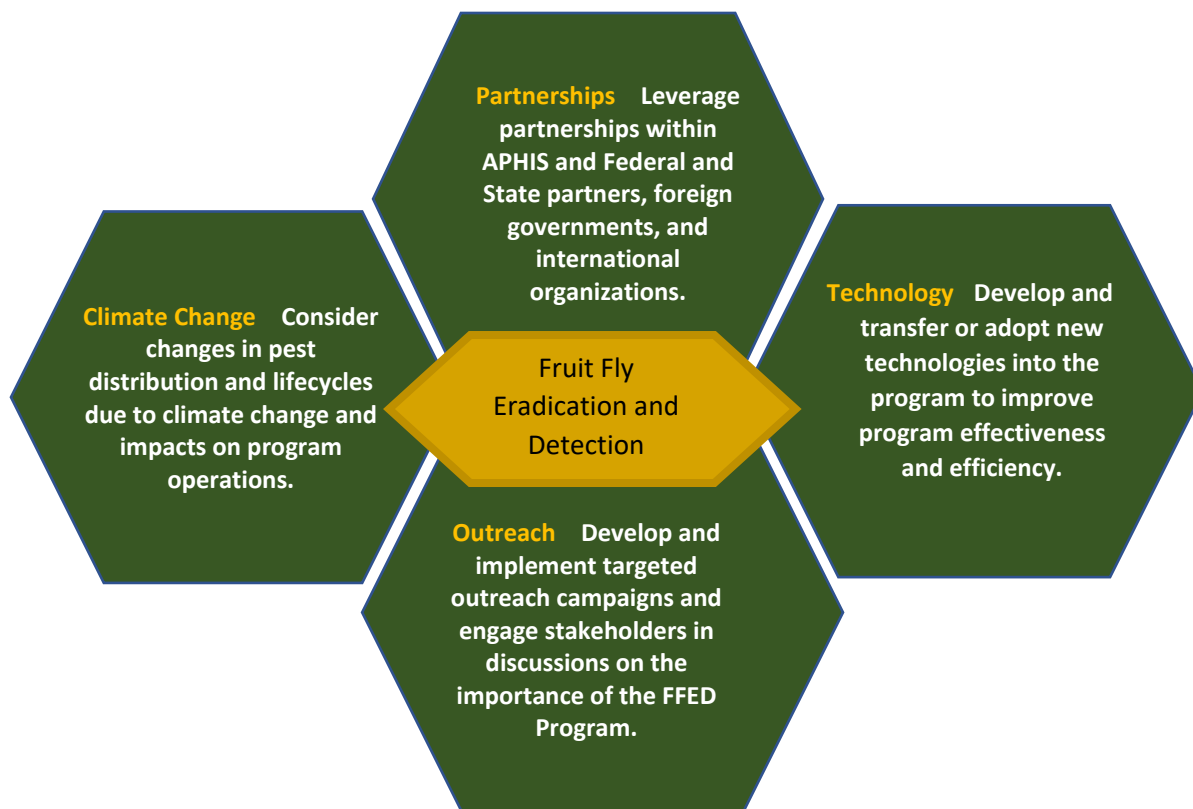 Partnerships Leverage
partnerships within
APHIS and Federal and
State partners, foreign
governments, and
international
organizations.
Climate Change Consider
changes in pest
distribution and lifecycles
due to climate change and
impacts on program
operations.
Fruit Fly
Eradication and
Detection
Technology Develop and
transfer or adopt new
technologies into the
program to improve
program effectiveness
and efficiency.
Outreach Develop and
implement targeted
outreach campaigns and
engage stakeholders in
discussions on the
importance of the FFED
Program.